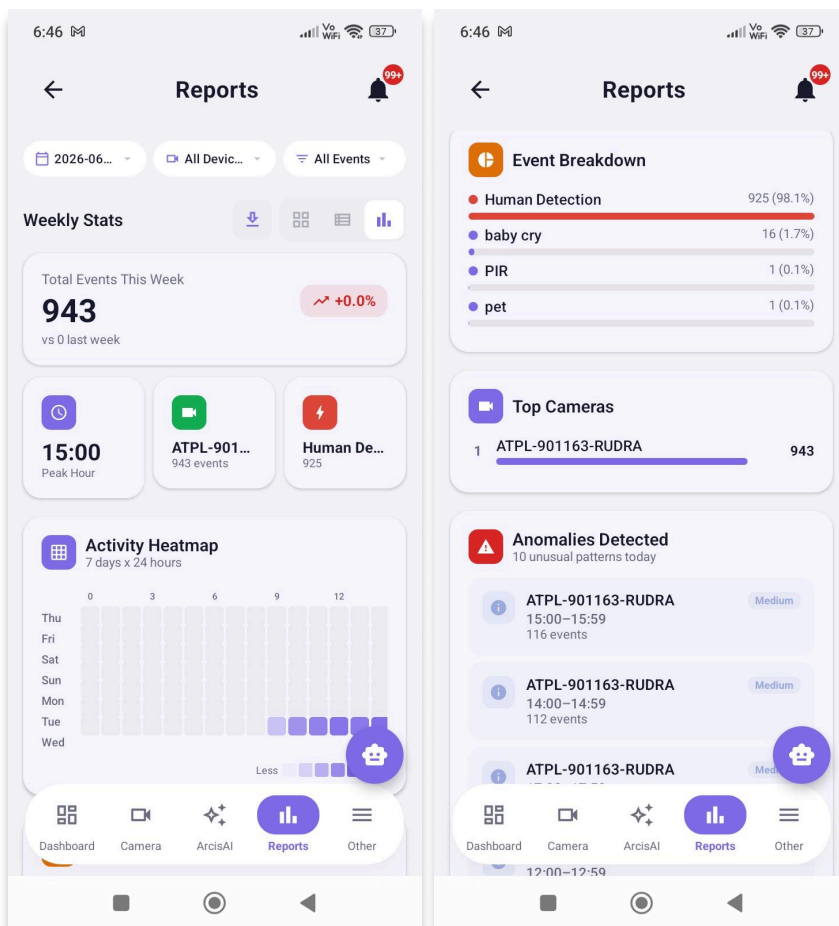 6:46
Vo WiFi 37
Reports
99+
2026-06...
All Devic...
All Events
Weekly Stats
Total Events This Week
943
+0.0%
vs 0 last week
15:00
Peak Hour
ATPL-901...
943 events
Human De...
925
Activity Heatmap
7 days x 24 hours
0 3 6 9 12
Thu
Fri
Sat
Sun
Mon
Tue
Wed
Less
Dashboard
Camera
ArcisAI
Reports
Other
6:46
Vo WiFi 37
Reports
99+
Event Breakdown
Human Detection 925 (98.1%)
baby cry 16 (1.7%)
PIR 1 (0.1%)
pet 1 (0.1%)
Top Cameras
1 ATPL-901163-RUDRA 943
Anomalies Detected
10 unusual patterns today
ATPL-901163-RUDRA Medium
15:00–15:59
116 events
ATPL-901163-RUDRA Medium
14:00–14:59
112 events
ATPL-901163-RUDRA
Dashboard
Camera
ArcisAI
Reports
Other
12:00–12:59